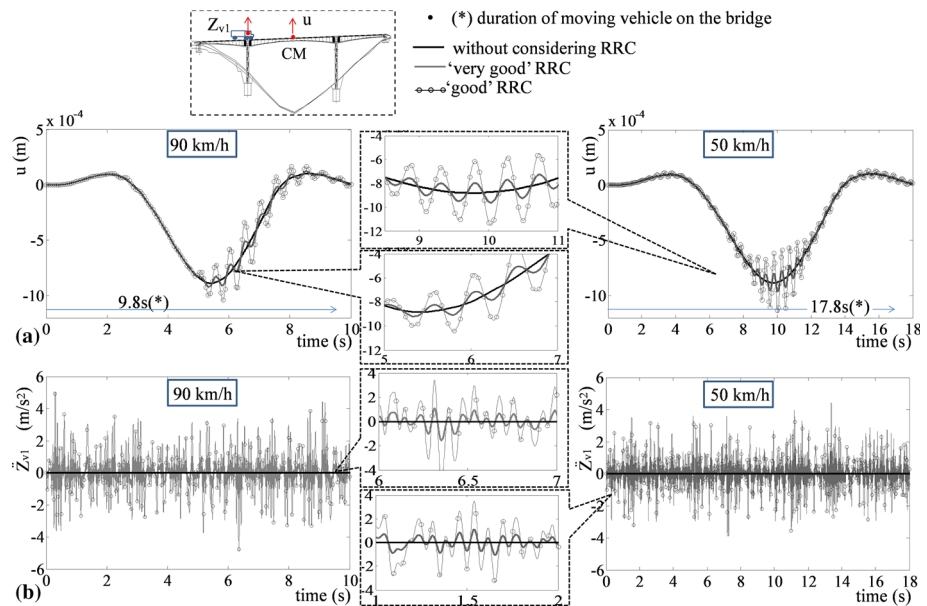 • (*) duration of moving vehicle on the bridge
Zv1
u
CM
without considering RRC
'very good' RRC
'good' RRC
(a)
5 x 10-4
90 km/h
u (m)
0
-5
-10
9.8s(*)
0 2 4 6 8 10
time (s)
-4
-6
-8
-10
-12
9 10 11
-4
-6
-8
-10
-12
5 6 7
5 x 10-4
50 km/h
u (m)
0
-5
-10
17.8s(*)
0 2 4 6 8 10 12 14 16 18
time (s)
(b)
90 km/h
Z̈v1 (m/s²)
6
4
2
0
-2
-4
-6
0 2 4 6 8 10
time (s)
4
2
0
-2
-4
6 6.5 7
4
2
0
-2
-4
1 1.5 2
50 km/h
Z̈v1 (m/s²)
6
4
2
0
-2
-4
-6
0 2 4 6 8 10 12 14 16 18
time (s)